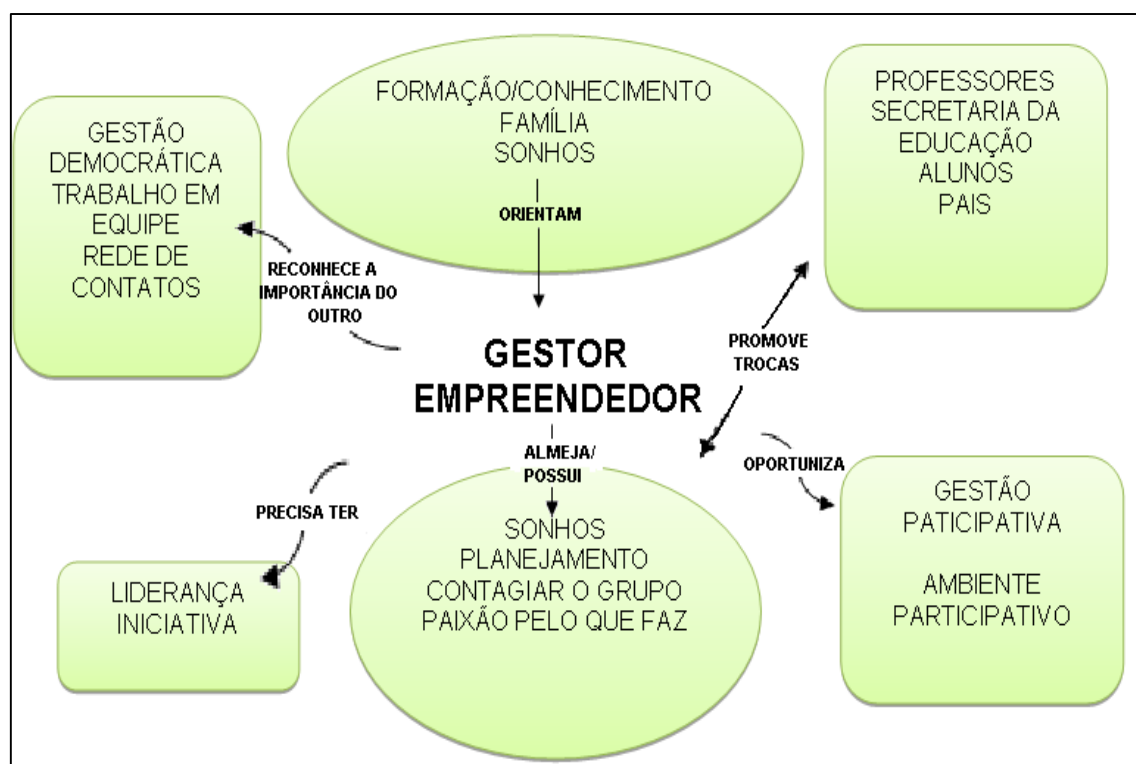 FORMAÇÃO/CONHECIMENTO
FAMÍLIA
SONHOS
ORIENTAM
GESTÃO
DEMOCRÁTICA
TRABALHO EM
EQUIPE
REDE DE
CONTATOS
RECONHECE A
IMPORTÂNCIA DO
OUTRO
PROFESSORES
SECRETARIA DA
EDUCAÇÃO
ALUNOS
PAIS
PROMOVE
TROCAS
GESTOR
EMPREENDEDOR
ALMEJA/
POSSUI
OPORTUNIZA
PRECISA TER
LIDERANÇA
INICIATIVA
SONHOS
PLANEJAMENTO
CONTAGIAR O GRUPO
PAIXÃO PELO QUE FAZ
GESTÃO
PATICIPATIVA
AMBIENTE
PARTICIPATIVO